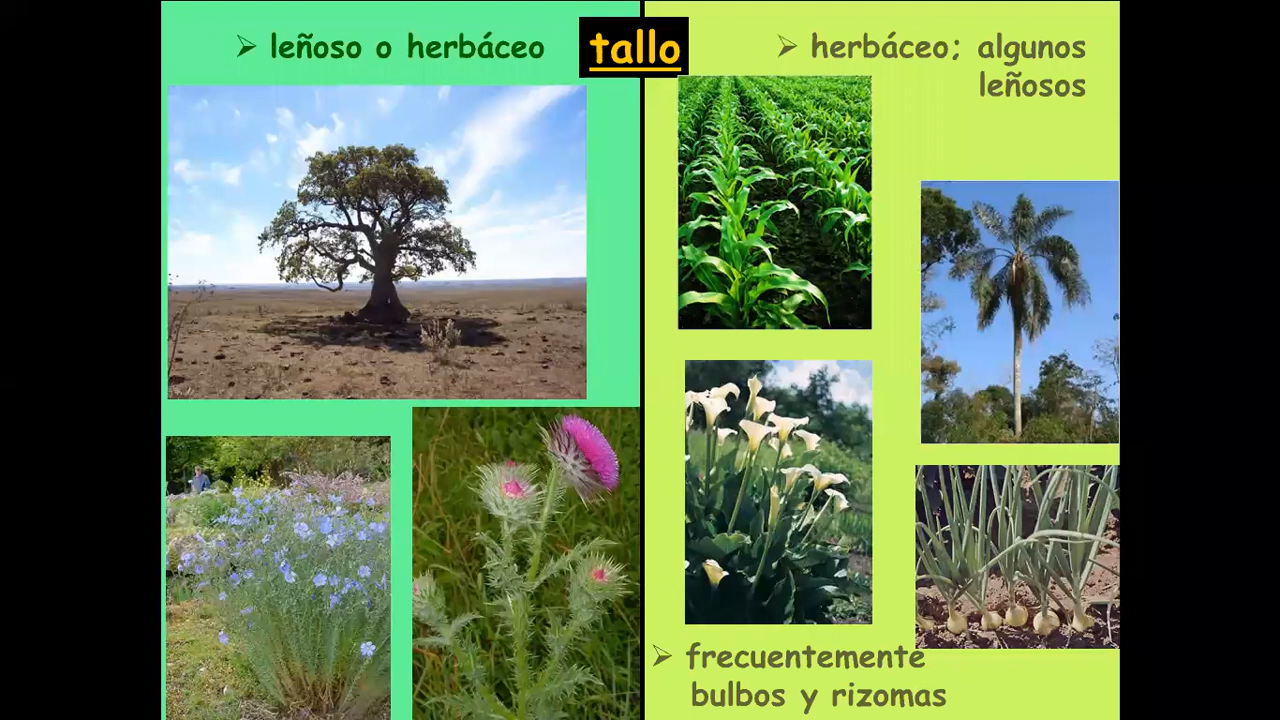 tallo
➢ leñoso o herbáceo
➢ herbáceo; algunos
leñosos
➢ frecuentemente
bulbos y rizomas